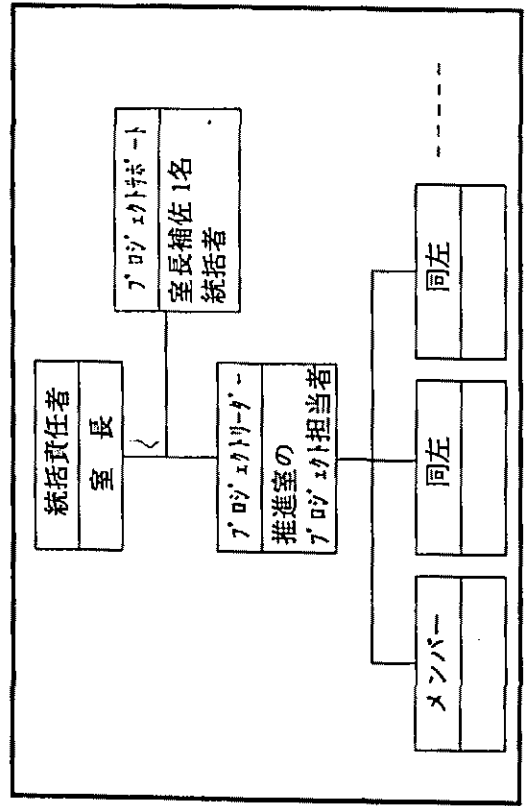 統括責任者
室 長
プロジェクトサポート
室長補佐 1名
統括者
プロジェクトリーダー
推進室の
プロジェクト担当者
メンバー
同左
同左